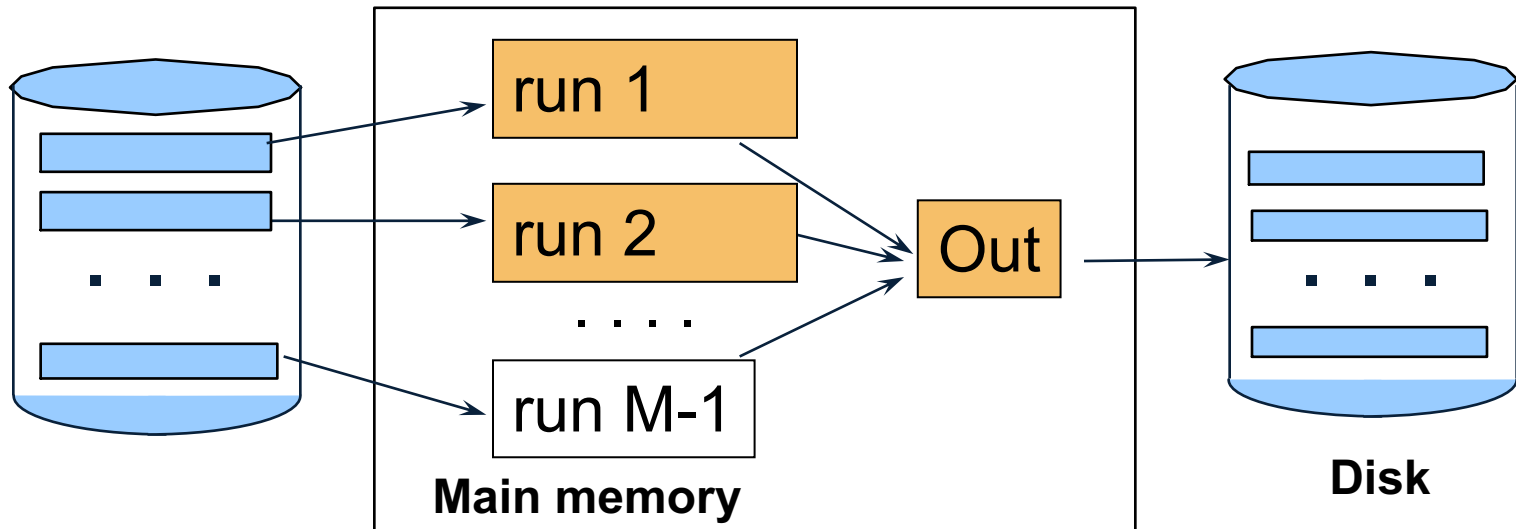 run 1
run 2
. . .
Out
. . .
. . . .
run M-1
Main memory
Disk